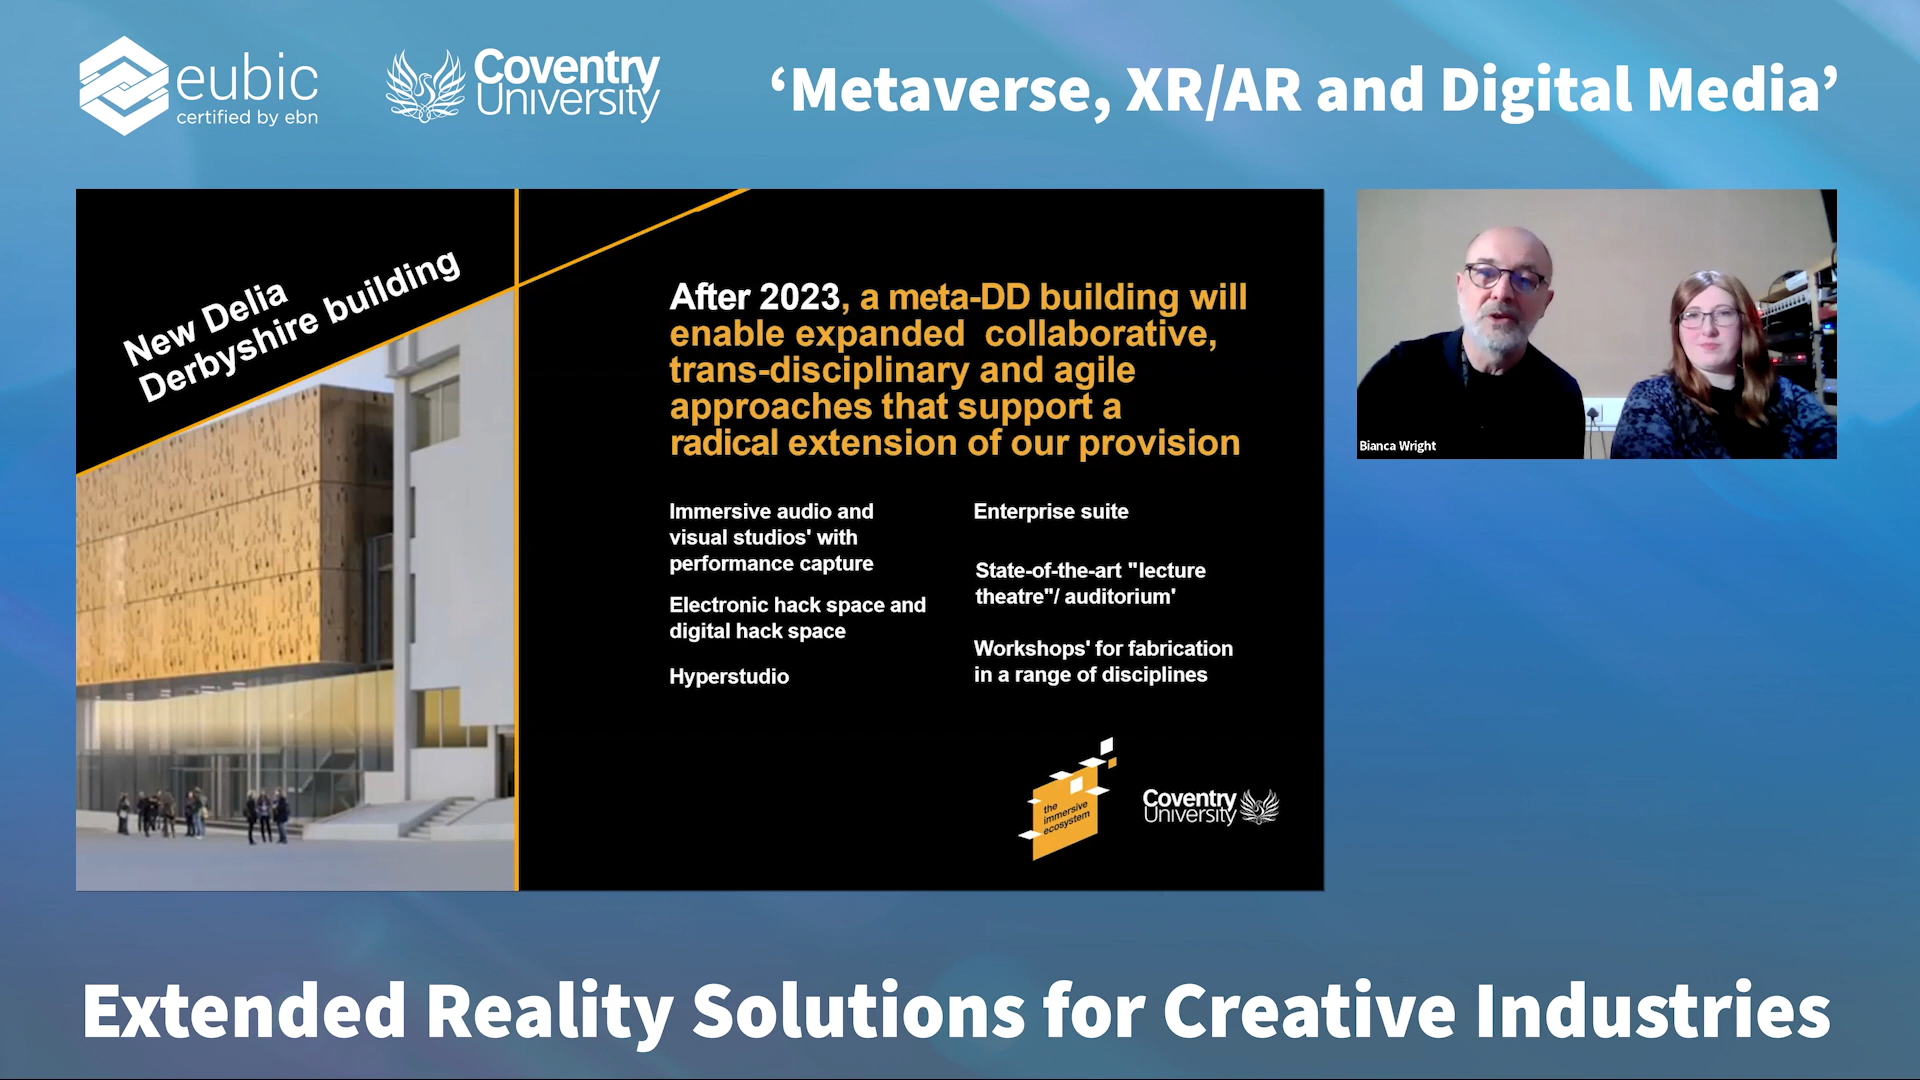 eubic
certified by ebn
Coventry
University
‘Metaverse, XR/AR and Digital Media’
New Delia
Derbyshire building
After 2023, a meta-DD building will
enable expanded  collaborative,
trans-disciplinary and agile
approaches that support a
radical extension of our provision
Immersive audio and
visual studios' with
performance capture
Electronic hack space and
digital hack space
Hyperstudio
Enterprise suite
State-of-the-art "lecture
theatre"/ auditorium'
Workshops' for fabrication
in a range of disciplines
the
immersive
ecosystem
Coventry
University
Bianca Wright
Extended Reality Solutions for Creative Industries